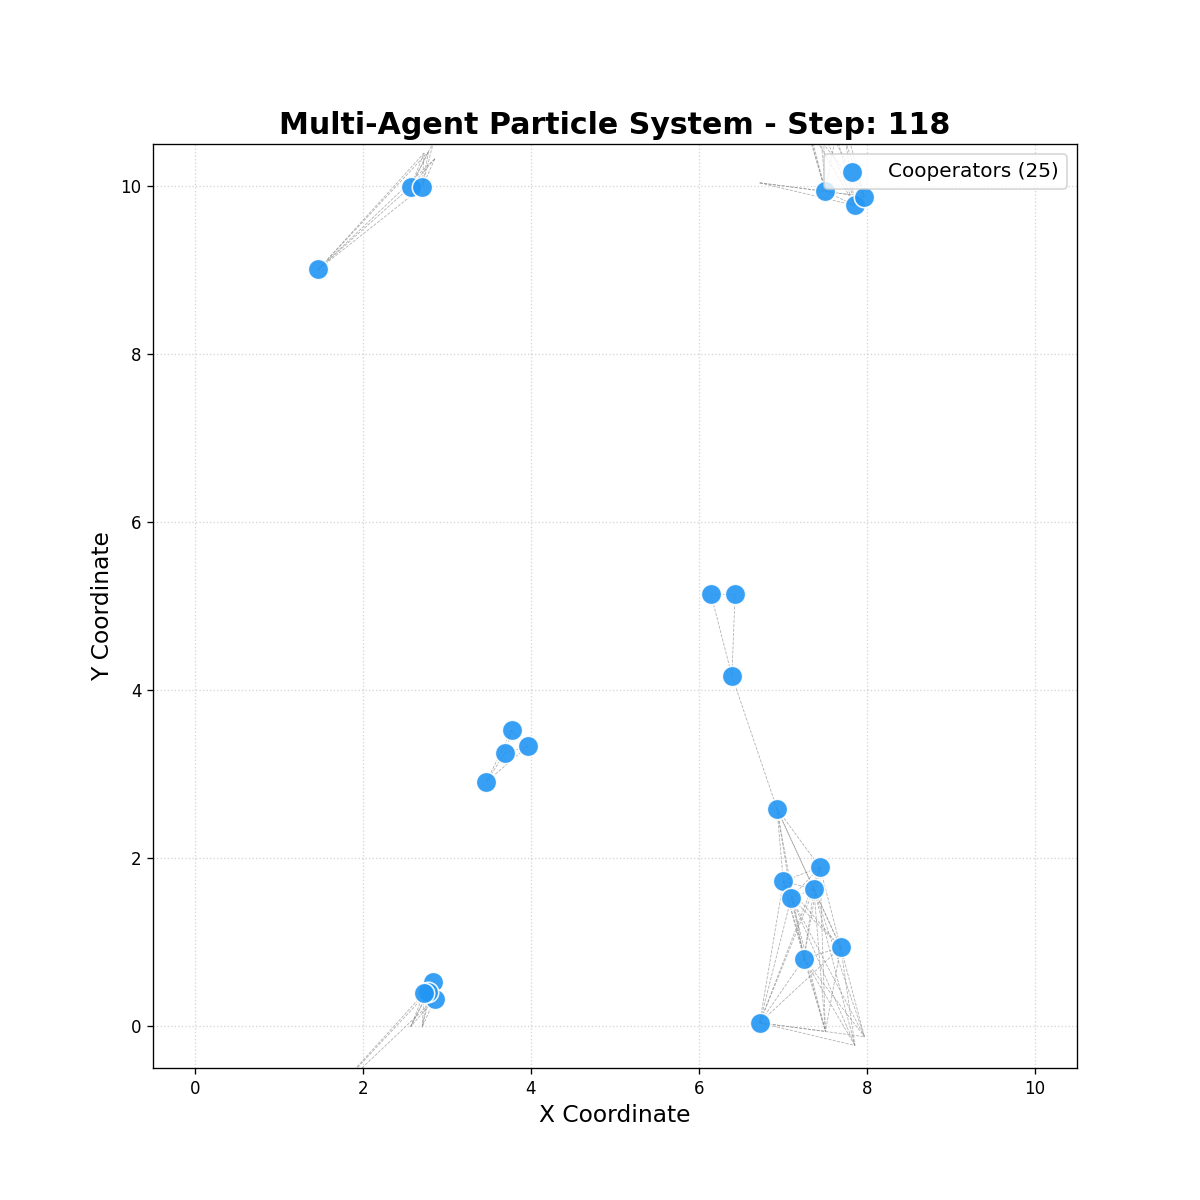 Multi-Agent Particle System - Step: 118
Cooperators (25)
10
8
6
4
2
0
Y Coordinate
0 2 4 6 8 10
X Coordinate